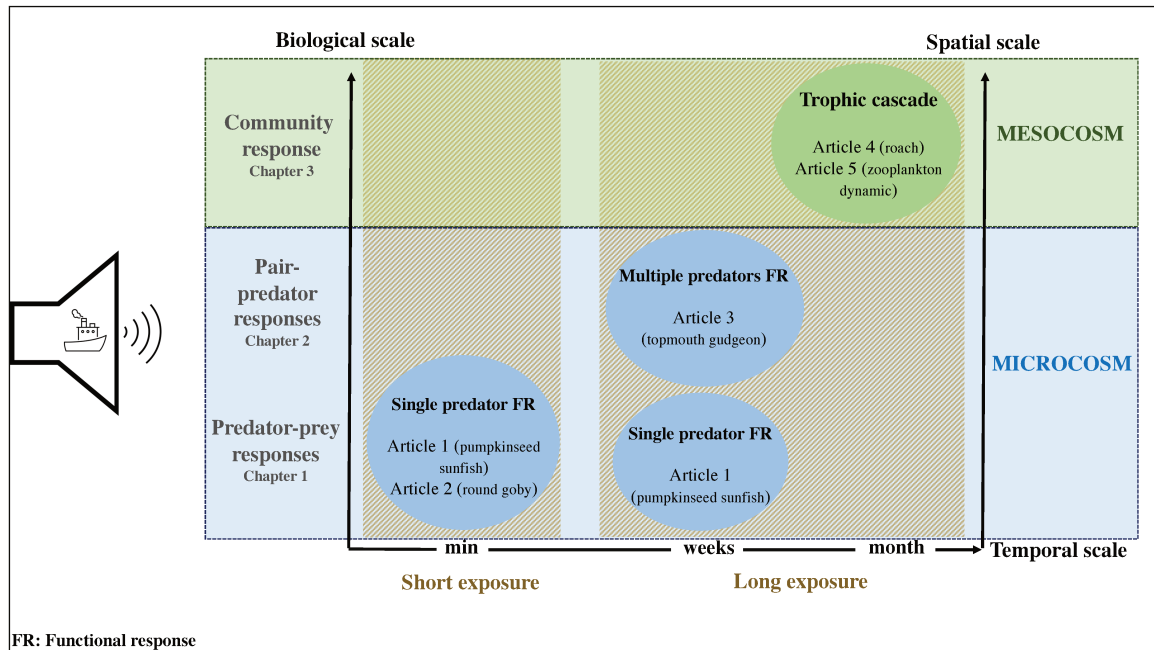 Biological scale
Spatial scale
Community
response
Chapter 3
Trophic cascade
Article 4 (roach)
Article 5 (zooplankton
dynamic)
MESOCOSM
Pair-
predator
responses
Chapter 2
Multiple predators FR
Article 3
(topmouth gudgeon)
MICROCOSM
Predator-prey
responses
Chapter 1
Single predator FR
Article 1 (pumpkinseed
sunfish)
Article 2 (round goby)
Single predator FR
Article 1
(pumpkinseed sunfish)
min
weeks
month
Temporal scale
Short exposure
Long exposure
FR: Functional response